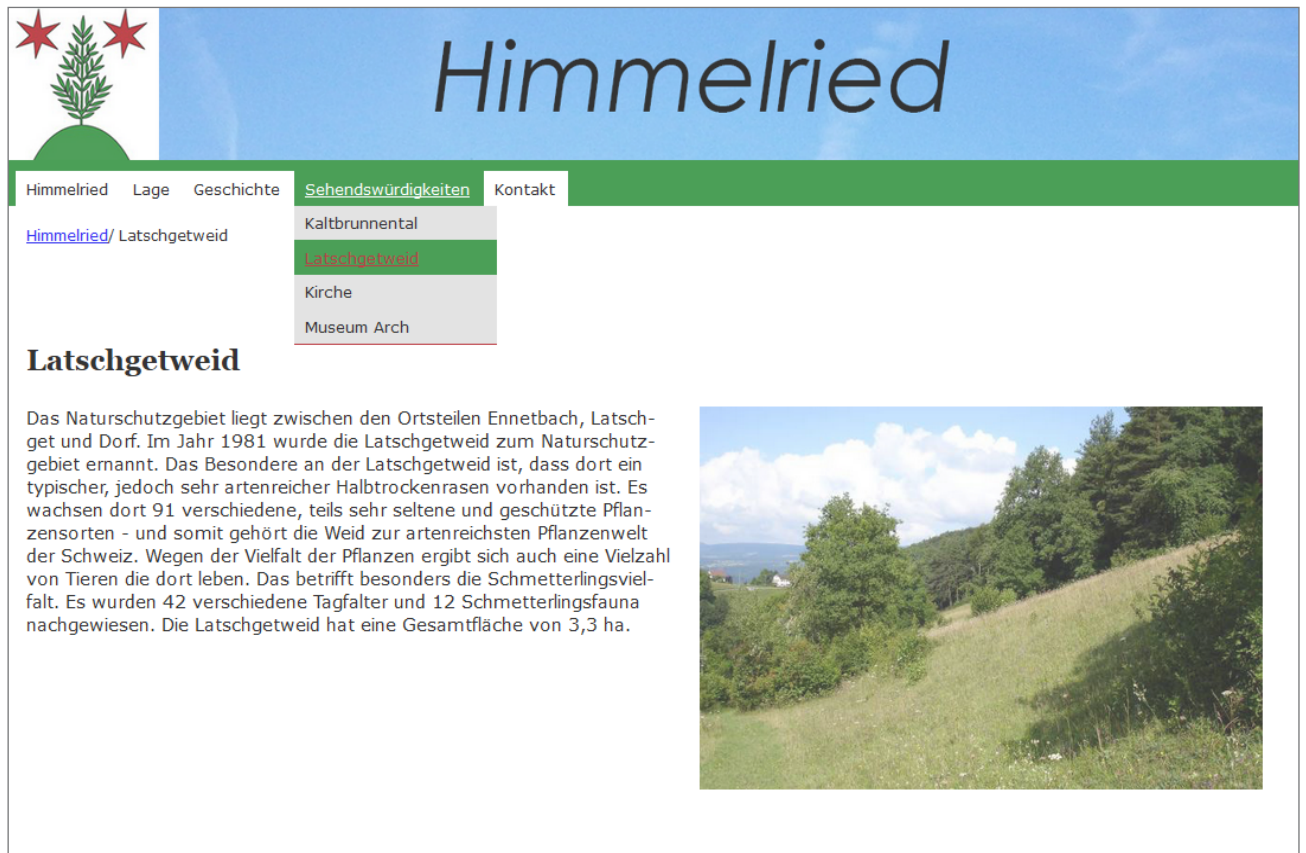 Himmelried
Himmelried Lage Geschichte Sehendswürdigkeiten Kontakt
Kaltbrunnental
Latschgetweid
Kirche
Museum Arch
Himmelried/ Latschgetweid
Latschgetweid
Das Naturschutzgebiet liegt zwischen den Ortsteilen Ennetbach, Latsch-
get und Dorf. Im Jahr 1981 wurde die Latschgetweid zum Naturschutz-
gebiet ernannt. Das Besondere an der Latschgetweid ist, dass dort ein
typischer, jedoch sehr artenreicher Halbtrockenrasen vorhanden ist. Es
wachsen dort 91 verschiedene, teils sehr seltene und geschützte Pflan-
zensorten - und somit gehört die Weid zur artenreichsten Pflanzenwelt
der Schweiz. Wegen der Vielfalt der Pflanzen ergibt sich auch eine Vielzahl
von Tieren die dort leben. Das betrifft besonders die Schmetterlingsviel-
falt. Es wurden 42 verschiedene Tagfalter und 12 Schmetterlingsfauna
nachgewiesen. Die Latschgetweid hat eine Gesamtfläche von 3,3 ha.